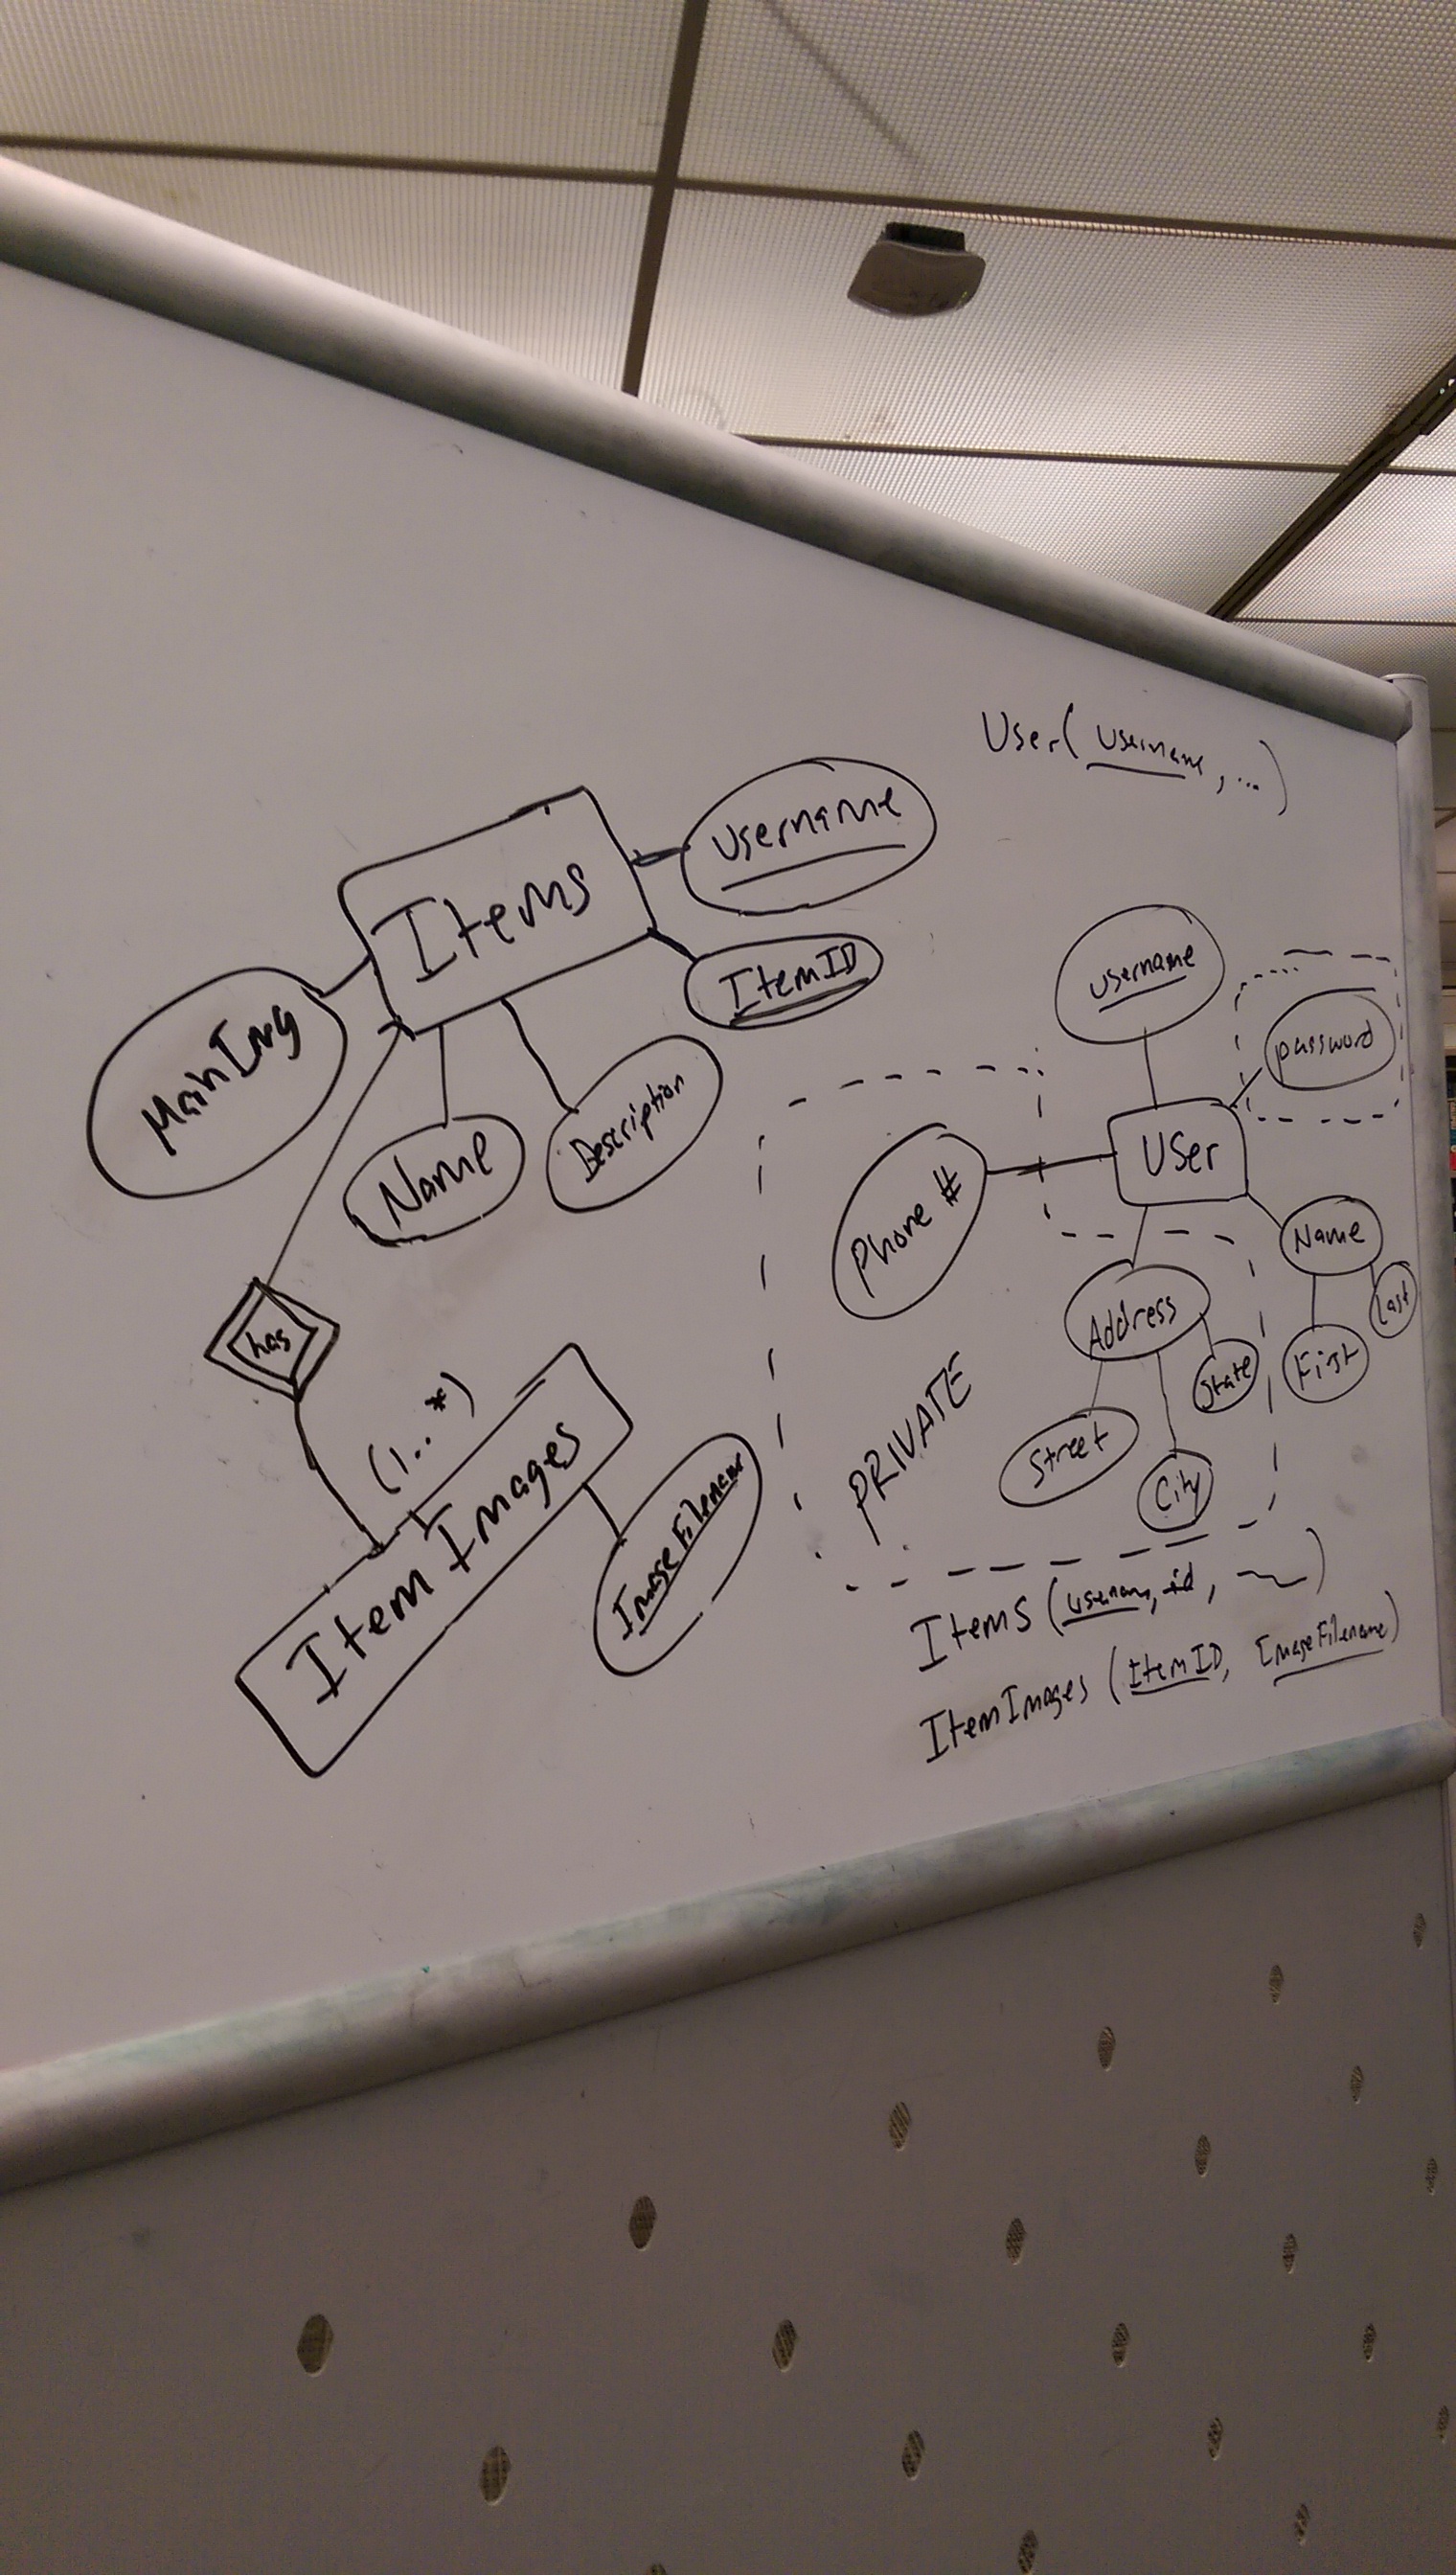 User( username, ... )
Items
Username
ItemID
MainImg
Name
Description
has
(1..*)
Item Images
ImageFilename
username
password
User
Phone #
Name
First
Last
Address
Street
City
State
PRIVATE
Items (username, id, )
ItemImages (ItemID, ImageFilename)